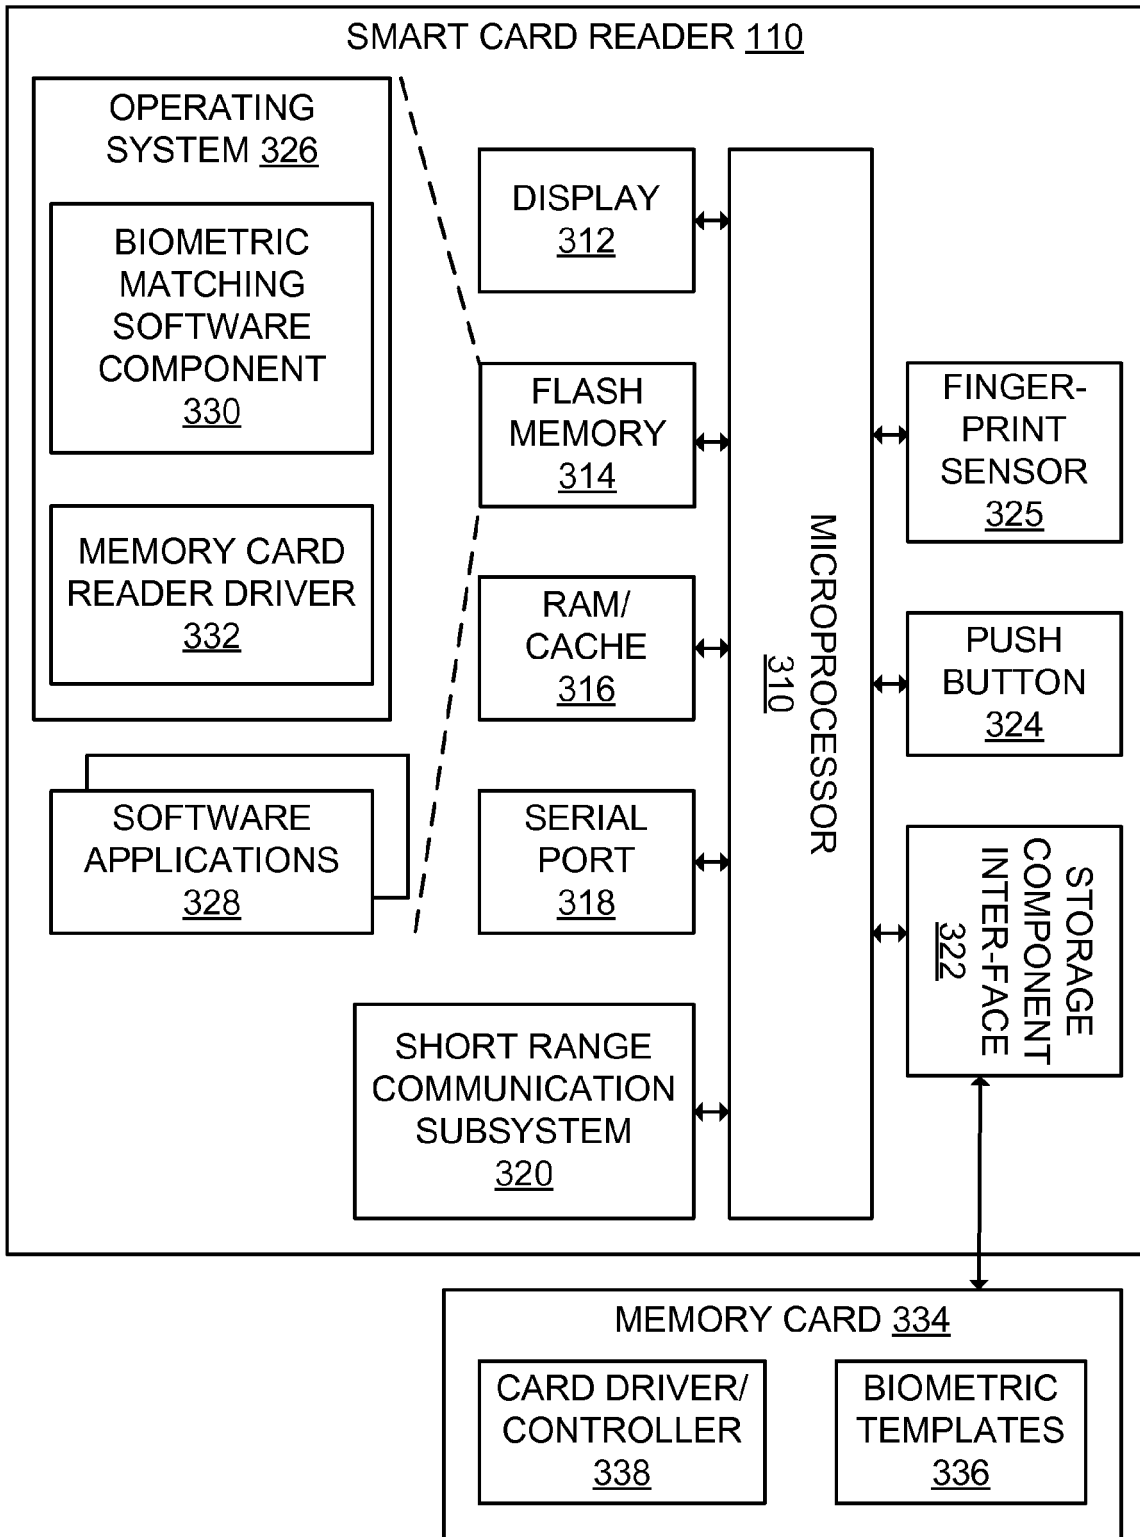 SMART CARD READER 110
OPERATING
SYSTEM 326
BIOMETRIC
MATCHING
SOFTWARE
COMPONENT
330
MEMORY CARD
READER DRIVER
332
SOFTWARE
APPLICATIONS
328
DISPLAY
312
FLASH
MEMORY
314
RAM/
CACHE
316
SERIAL
PORT
318
SHORT RANGE
COMMUNICATION
SUBSYSTEM
320
MICROPROCESSOR
310
FINGER-
PRINT
SENSOR
325
PUSH
BUTTON
324
STORAGE
COMPONENT
INTER-FACE
322
MEMORY CARD 334
CARD DRIVER/
CONTROLLER
338
BIOMETRIC
TEMPLATES
336